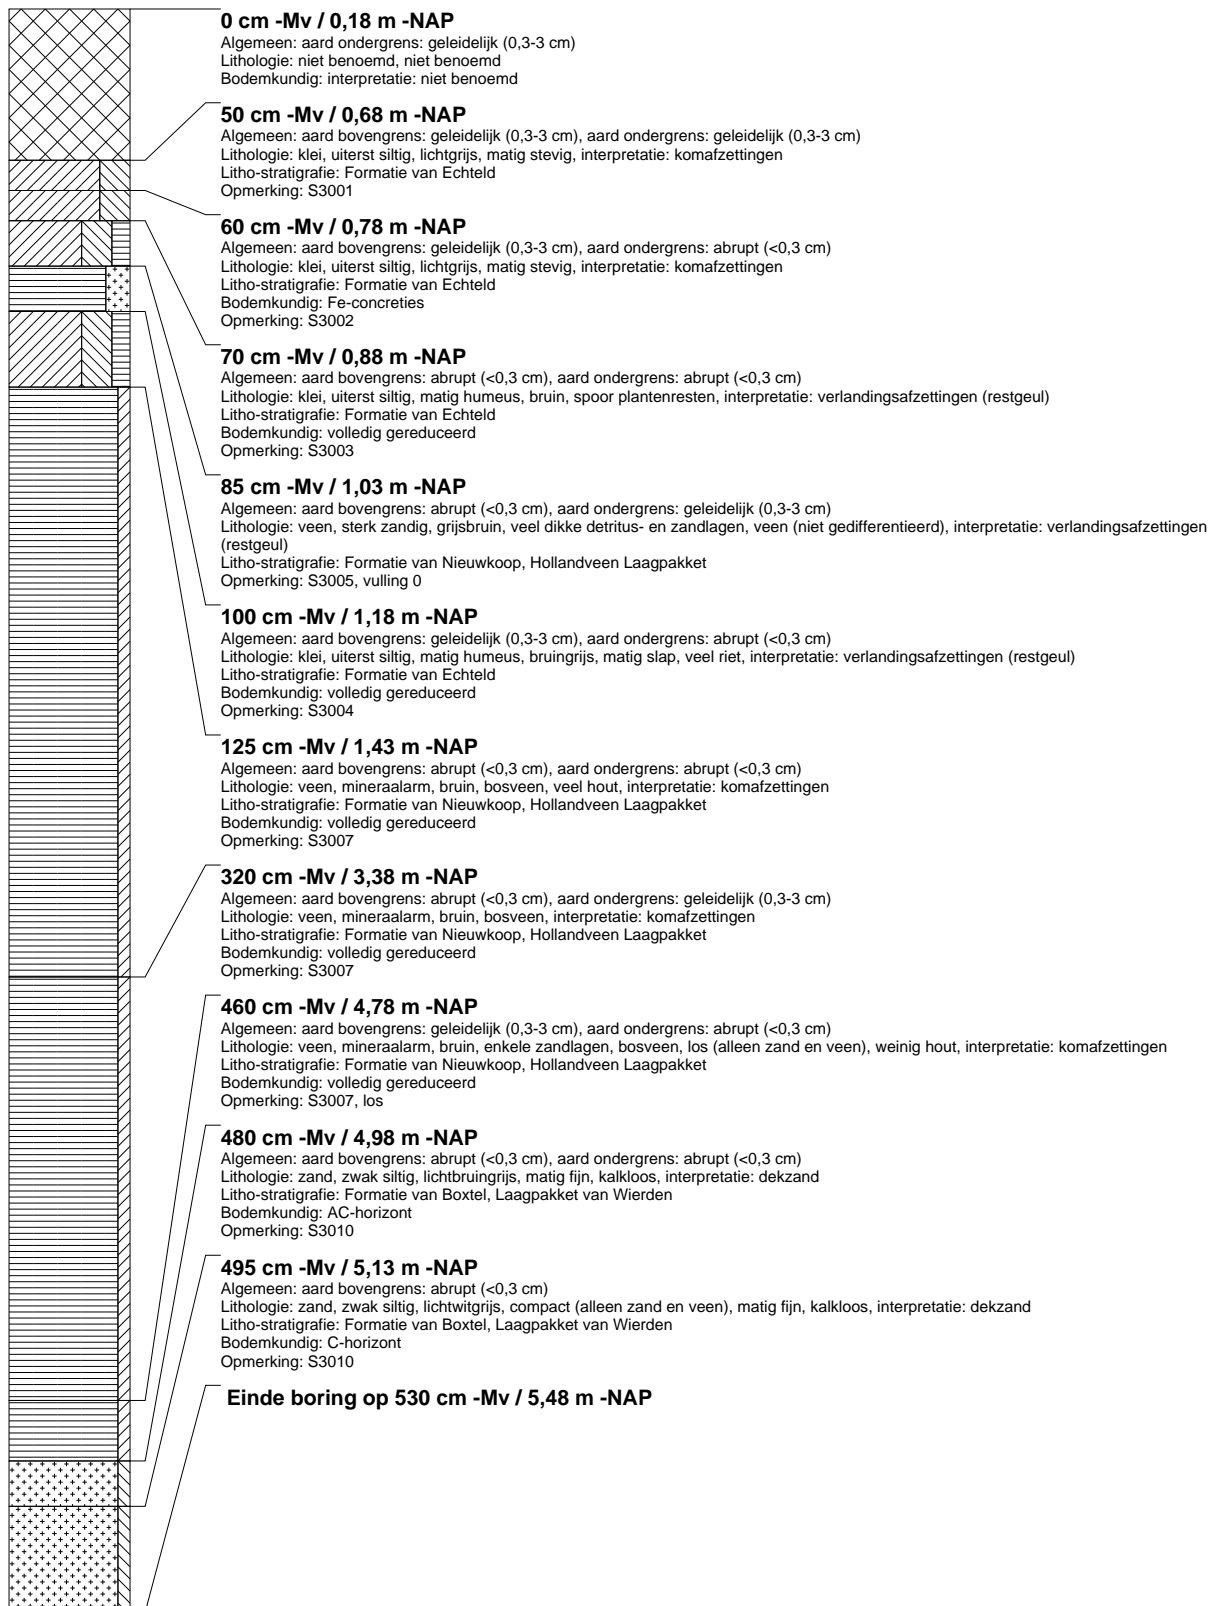 0 cm -Mv / 0,18 m -NAP
Algemeen: aard ondergrens: geleidelijk (0,3-3 cm)
Lithologie: niet benoemd, niet benoemd
Bodemkundig: interpretatie: niet benoemd
50 cm -Mv / 0,68 m -NAP
Algemeen: aard bovengrens: geleidelijk (0,3-3 cm), aard ondergrens: geleidelijk (0,3-3 cm)
Lithologie: klei, uiterst siltig, lichtgrijs, matig stevig, interpretatie: komafzettingen
Litho-stratigrafie: Formatie van Echteld
Opmerking: S3001
60 cm -Mv / 0,78 m -NAP
Algemeen: aard bovengrens: geleidelijk (0,3-3 cm), aard ondergrens: abrupt (<0,3 cm)
Lithologie: klei, uiterst siltig, lichtgrijs, matig stevig, interpretatie: komafzettingen
Litho-stratigrafie: Formatie van Echteld
Bodemkundig: Fe-concreties
Opmerking: S3002
70 cm -Mv / 0,88 m -NAP
Algemeen: aard bovengrens: abrupt (<0,3 cm), aard ondergrens: abrupt (<0,3 cm)
Lithologie: klei, uiterst siltig, matig humeus, bruin, spoor plantenresten, interpretatie: verlandingsafzettingen (restgeul)
Litho-stratigrafie: Formatie van Echteld
Bodemkundig: volledig gereduceerd
Opmerking: S3003
85 cm -Mv / 1,03 m -NAP
Algemeen: aard bovengrens: abrupt (<0,3 cm), aard ondergrens: geleidelijk (0,3-3 cm)
Lithologie: veen, sterk zandig, grijsbruin, veel dikke detritus- en zandlagen, veen (niet gedifferentieerd), interpretatie: verlandingsafzettingen
(restgeul)
Litho-stratigrafie: Formatie van Nieuwkoop, Hollandveen Laagpakket
Opmerking: S3005, vulling 0
100 cm -Mv / 1,18 m -NAP
Algemeen: aard bovengrens: geleidelijk (0,3-3 cm), aard ondergrens: abrupt (<0,3 cm)
Lithologie: klei, uiterst siltig, matig humeus, bruingrijs, matig slap, veel riet, interpretatie: verlandingsafzettingen (restgeul)
Litho-stratigrafie: Formatie van Echteld
Bodemkundig: volledig gereduceerd
Opmerking: S3004
125 cm -Mv / 1,43 m -NAP
Algemeen: aard bovengrens: abrupt (<0,3 cm), aard ondergrens: abrupt (<0,3 cm)
Lithologie: veen, mineraalarm, bruin, bosveen, veel hout, interpretatie: komafzettingen
Litho-stratigrafie: Formatie van Nieuwkoop, Hollandveen Laagpakket
Bodemkundig: volledig gereduceerd
Opmerking: S3007
320 cm -Mv / 3,38 m -NAP
Algemeen: aard bovengrens: abrupt (<0,3 cm), aard ondergrens: geleidelijk (0,3-3 cm)
Lithologie: veen, mineraalarm, bruin, bosveen, interpretatie: komafzettingen
Litho-stratigrafie: Formatie van Nieuwkoop, Hollandveen Laagpakket
Bodemkundig: volledig gereduceerd
Opmerking: S3007
460 cm -Mv / 4,78 m -NAP
Algemeen: aard bovengrens: geleidelijk (0,3-3 cm), aard ondergrens: abrupt (<0,3 cm)
Lithologie: veen, mineraalarm, bruin, enkele zandlagen, bosveen, los (alleen zand en veen), weinig hout, interpretatie: komafzettingen
Litho-stratigrafie: Formatie van Nieuwkoop, Hollandveen Laagpakket
Bodemkundig: volledig gereduceerd
Opmerking: S3007, los
480 cm -Mv / 4,98 m -NAP
Algemeen: aard bovengrens: abrupt (<0,3 cm), aard ondergrens: abrupt (<0,3 cm)
Lithologie: zand, zwak siltig, lichtbruingrijs, matig fijn, kalkloos, interpretatie: dekzand
Litho-stratigrafie: Formatie van Boxtel, Laagpakket van Wierden
Bodemkundig: AC-horizont
Opmerking: S3010
495 cm -Mv / 5,13 m -NAP
Algemeen: aard bovengrens: abrupt (<0,3 cm)
Lithologie: zand, zwak siltig, lichtwitgrijs, compact (alleen zand en veen), matig fijn, kalkloos, interpretatie: dekzand
Litho-stratigrafie: Formatie van Boxtel, Laagpakket van Wierden
Bodemkundig: C-horizont
Opmerking: S3010
Einde boring op 530 cm -Mv / 5,48 m -NAP